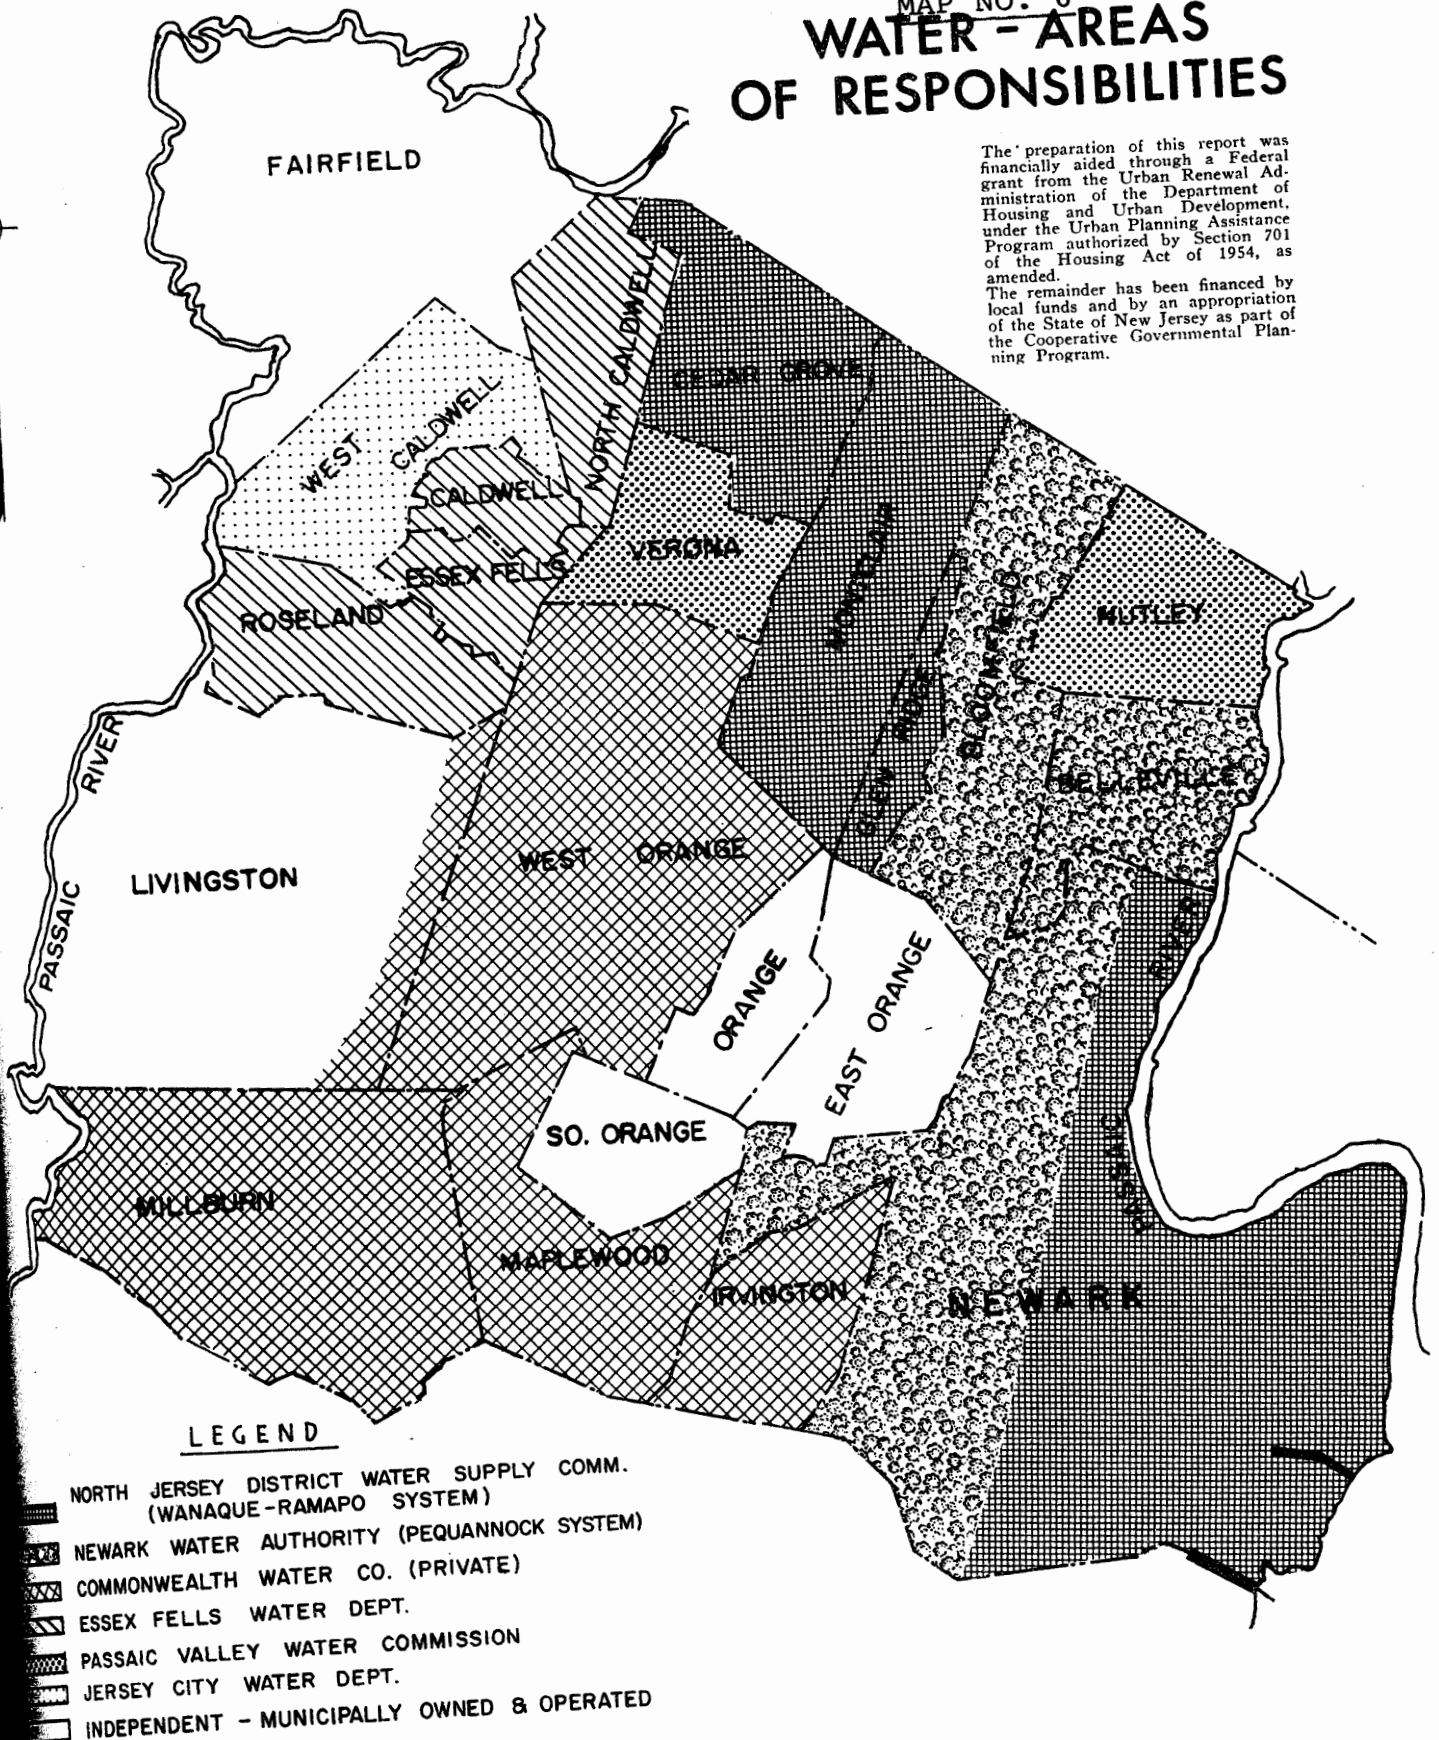 MAP NO. 6
WATER - AREAS
OF RESPONSIBILITIES
The preparation of this report was
financially aided through a Federal
grant from the Urban Renewal Ad-
ministration of the Department of
Housing and Urban Development,
under the Urban Planning Assistance
Program authorized by Section 701
of the Housing Act of 1954, as
amended.
The remainder has been financed by
local funds and by an appropriation
of the State of New Jersey as part of
the Cooperative Governmental Plan-
ning Program.
FAIRFIELD
NORTH CALDWELL
CEDAR GROVE
WEST CALDWELL
CALDWELL
VERONA
MONTCLAIR
ESSEX FELLS
ROSELAND
NUTLEY
BLOOMFIELD
GLEN RIDGE
BELLEVILLE
PASSAIC RIVER
LIVINGSTON
WEST ORANGE
ORANGE
EAST ORANGE
PASSAIC RIVER
SO. ORANGE
MILLBURN
MAPLEWOOD
IRVINGTON
NEWARK
LEGEND
NORTH JERSEY DISTRICT WATER SUPPLY COMM.
(WANAQUE-RAMAPO SYSTEM)
NEWARK WATER AUTHORITY (PEQUANNOCK SYSTEM)
COMMONWEALTH WATER CO. (PRIVATE)
ESSEX FELLS WATER DEPT.
PASSAIC VALLEY WATER COMMISSION
JERSEY CITY WATER DEPT.
INDEPENDENT - MUNICIPALLY OWNED & OPERATED